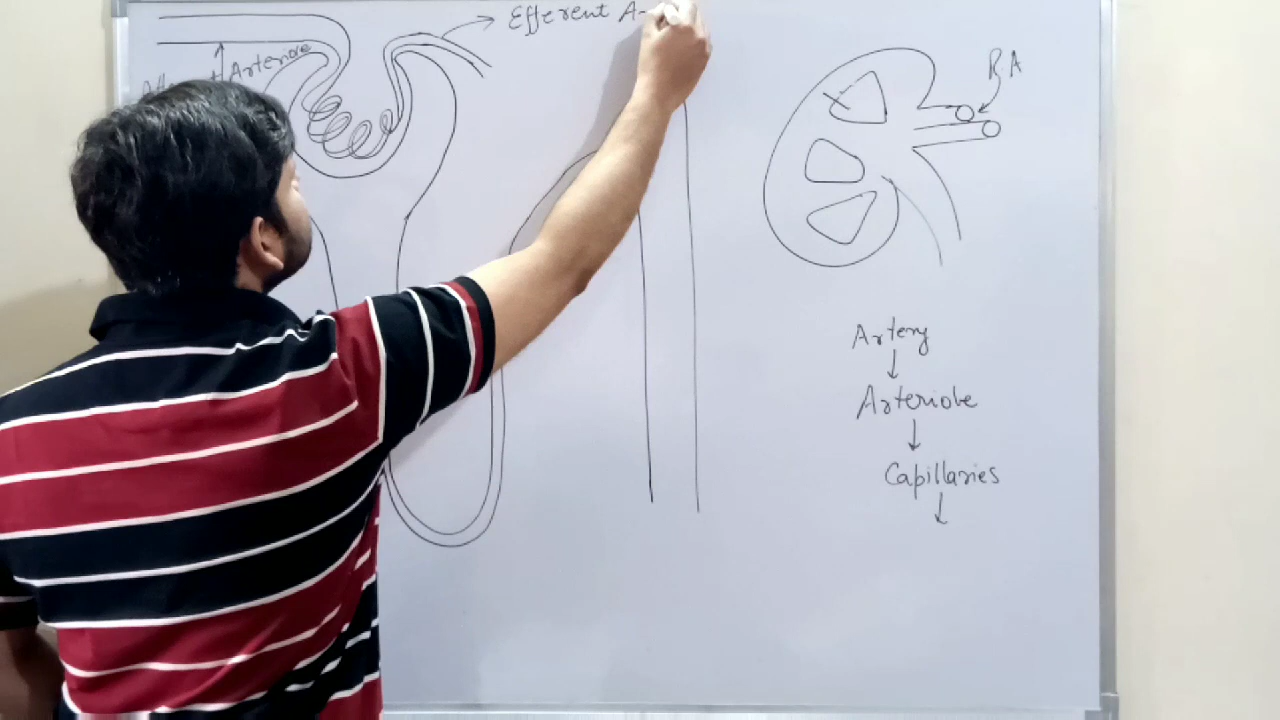 Efferent A
Arteriole
RA
Artery
Arteriole
Capillaries